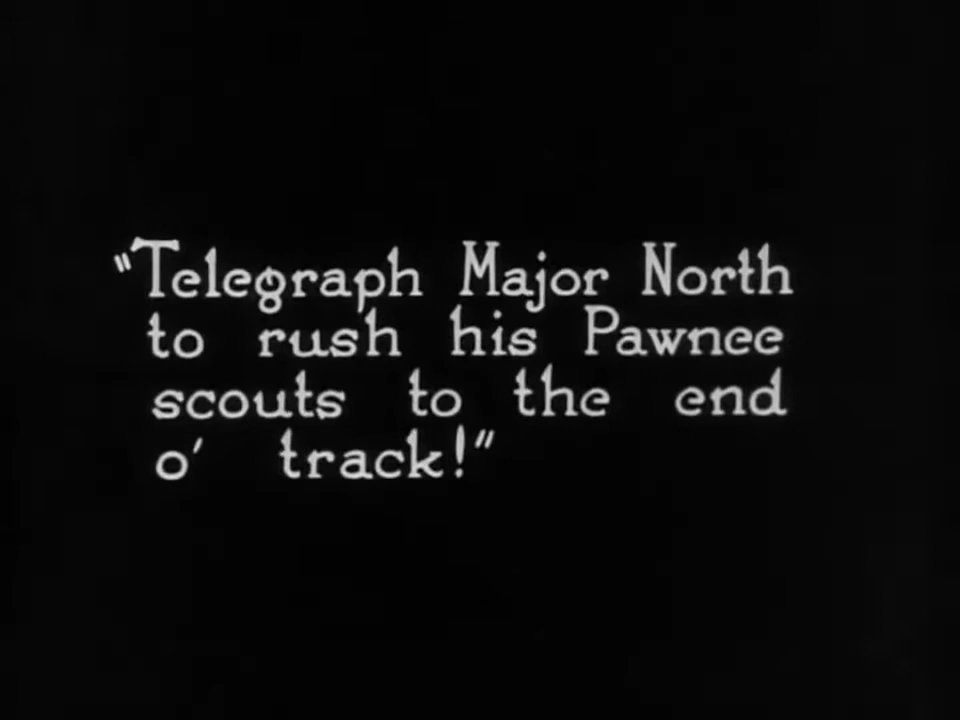 "Telegraph Major North
to rush his Pawnee
scouts to the end
o' track!"